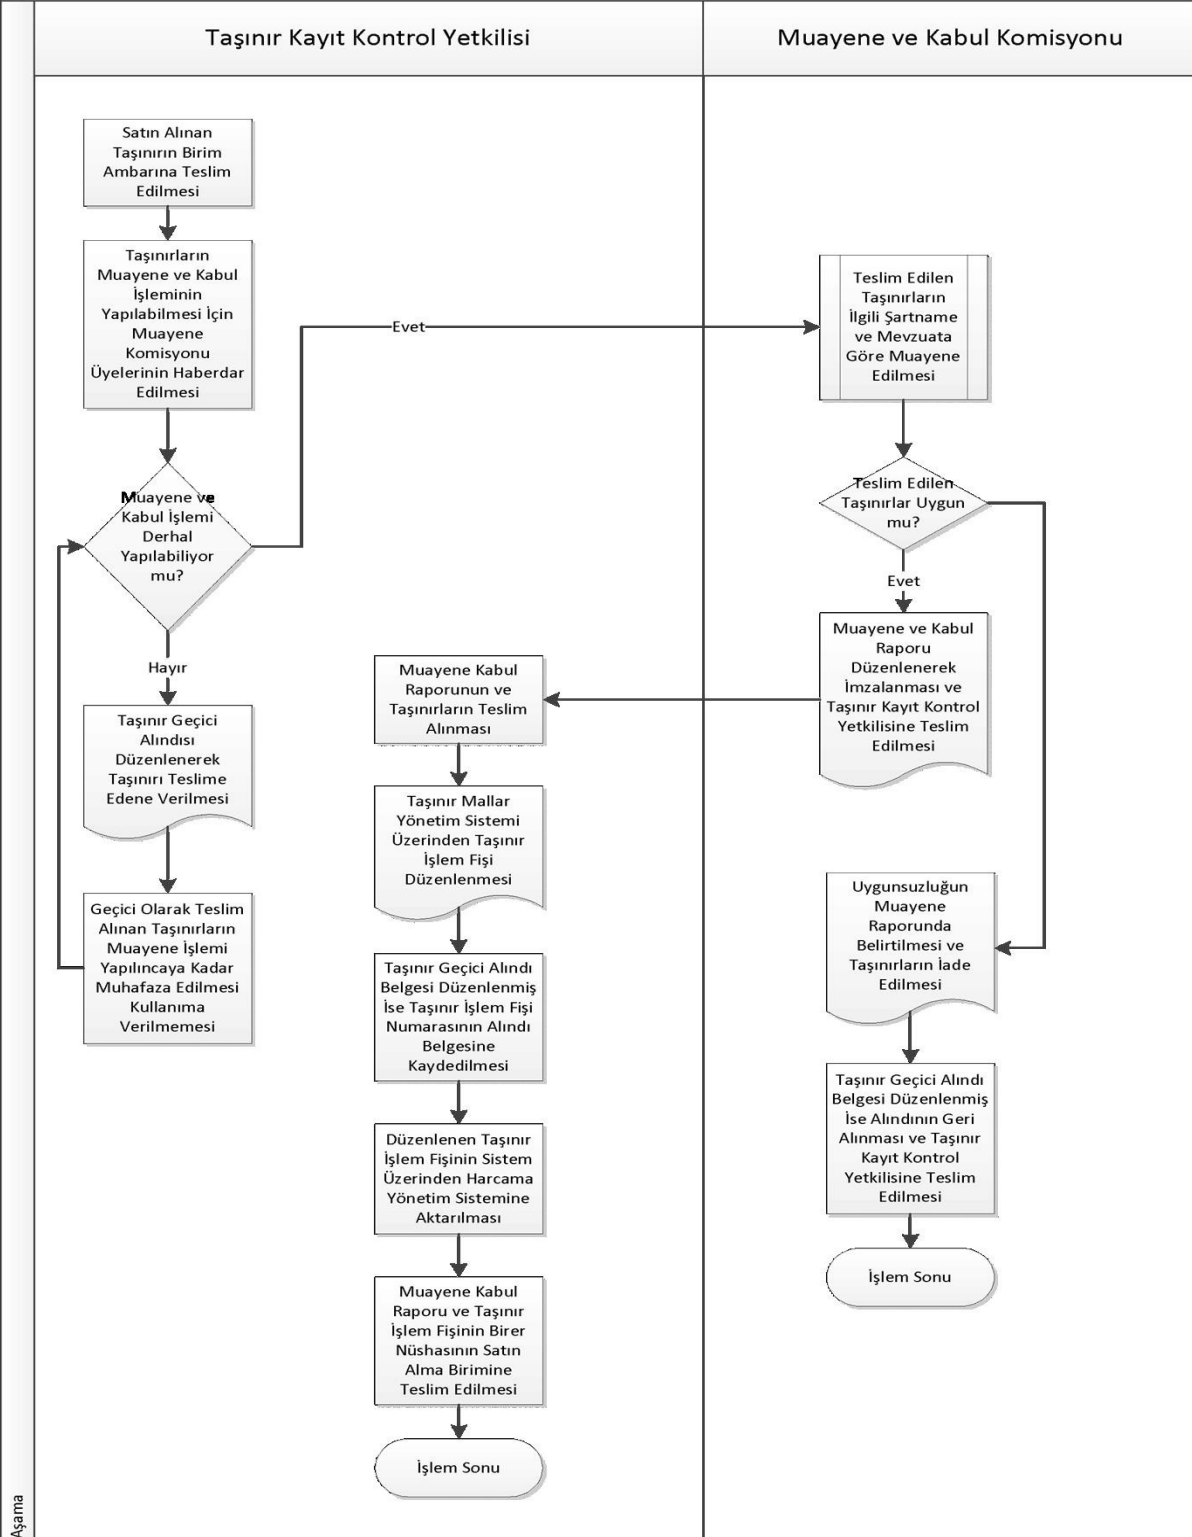 Taşınır Kayıt Kontrol Yetkilisi
Muayene ve Kabul Komisyonu
Satın Alınan
Taşınırın Birim
Ambarına Teslim
Edilmesi
Taşınırların
Muayene ve Kabul
İşleminin
Yapılabilmesi İçin
Muayene
Komisyonu
Üyelerinin Haberdar
Edilmesi
Muayene ve
Kabul İşlemi
Derhal
Yapılabiliyor
mu?
Evet
Hayır
Taşınır Geçici
Alındısı
Düzenlenerek
Taşınırı Teslime
Edene Verilmesi
Geçici Olarak Teslim
Alınan Taşınırların
Muayene İşlemi
Yapılıncaya Kadar
Muhafaza Edilmesi
Kullanıma
Verilmemesi
Teslim Edilen
Taşınırların
İlgili Şartname
ve Mevzuata
Göre Muayene
Edilmesi
Teslim Edilen
Taşınırlar Uygun
mu?
Evet
Muayene ve Kabul
Raporu
Düzenlenerek
İmzalanması ve
Taşınır Kayıt Kontrol
Yetkilisine Teslim
Edilmesi
Muayene Kabul
Raporunun ve
Taşınırların Teslim
Alınması
Taşınır Mallar
Yönetim Sistemi
Üzerinden Taşınır
İşlem Fişi
Düzenlenmesi
Taşınır Geçici Alındı
Belgesi Düzenlenmiş
İse Taşınır İşlem Fişi
Numarasının Alındı
Belgesine
Kaydedilmesi
Düzenlenen Taşınır
İşlem Fişinin Sistem
Üzerinden Harcama
Yönetim Sistemine
Aktarılması
Muayene Kabul
Raporu ve Taşınır
İşlem Fişinin Birer
Nüshasının Satın
Alma Birimine
Teslim Edilmesi
İşlem Sonu
Uygunsuzluğun
Muayene
Raporunda
Belirtilmesi ve
Taşınırların İade
Edilmesi
Taşınır Geçici Alındı
Belgesi Düzenlenmiş
İse Alındının Geri
Alınması ve Taşınır
Kayıt Kontrol
Yetkilisine Teslim
Edilmesi
İşlem Sonu
Aşama